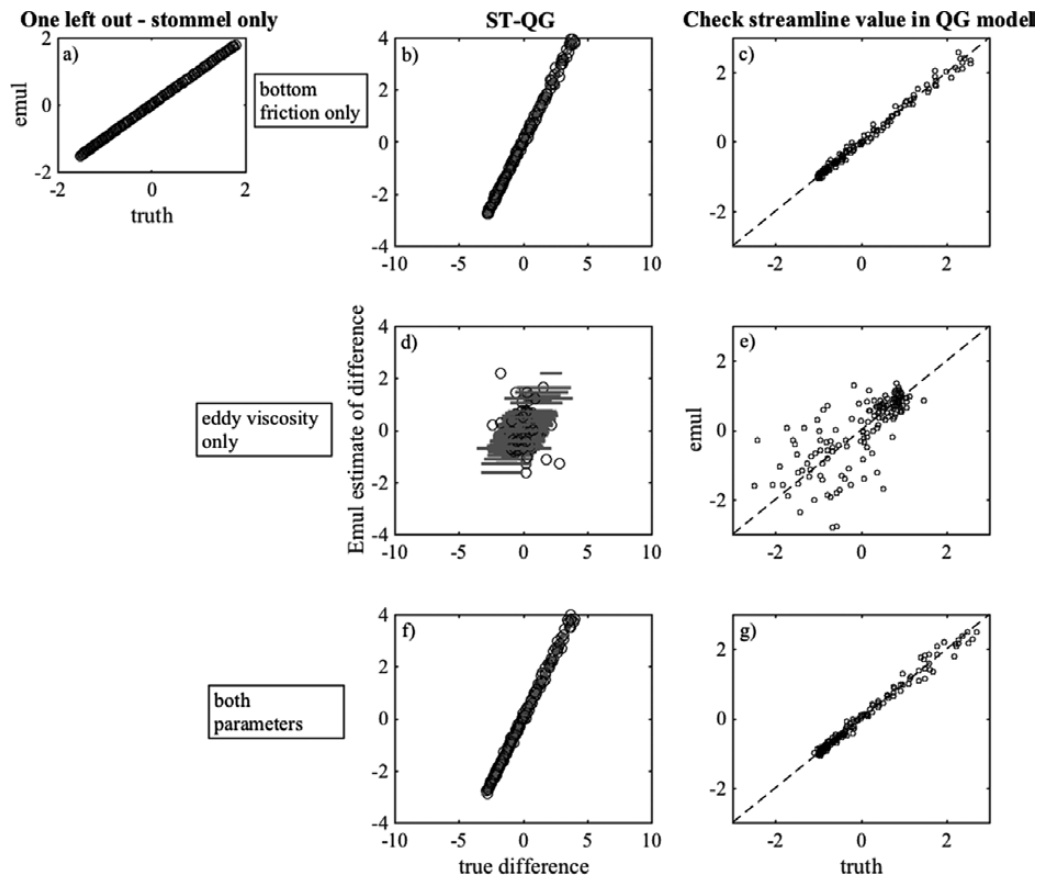 One left out - stommel only
ST-QG
Check streamline value in QG model
a)
2
0
-2
emul
-2 0 2
truth
bottom
friction only
b)
4
2
0
-2
-4
-10 -5 0 5 10
c)
2
0
-2
-2 0 2
eddy viscosity
only
d)
4
2
0
-2
-4
Emul estimate of difference
-10 -5 0 5 10
e)
2
0
-2
emul
-2 0 2
both
parameters
f)
4
2
0
-2
-4
-10 -5 0 5 10
true difference
g)
2
0
-2
-2 0 2
truth